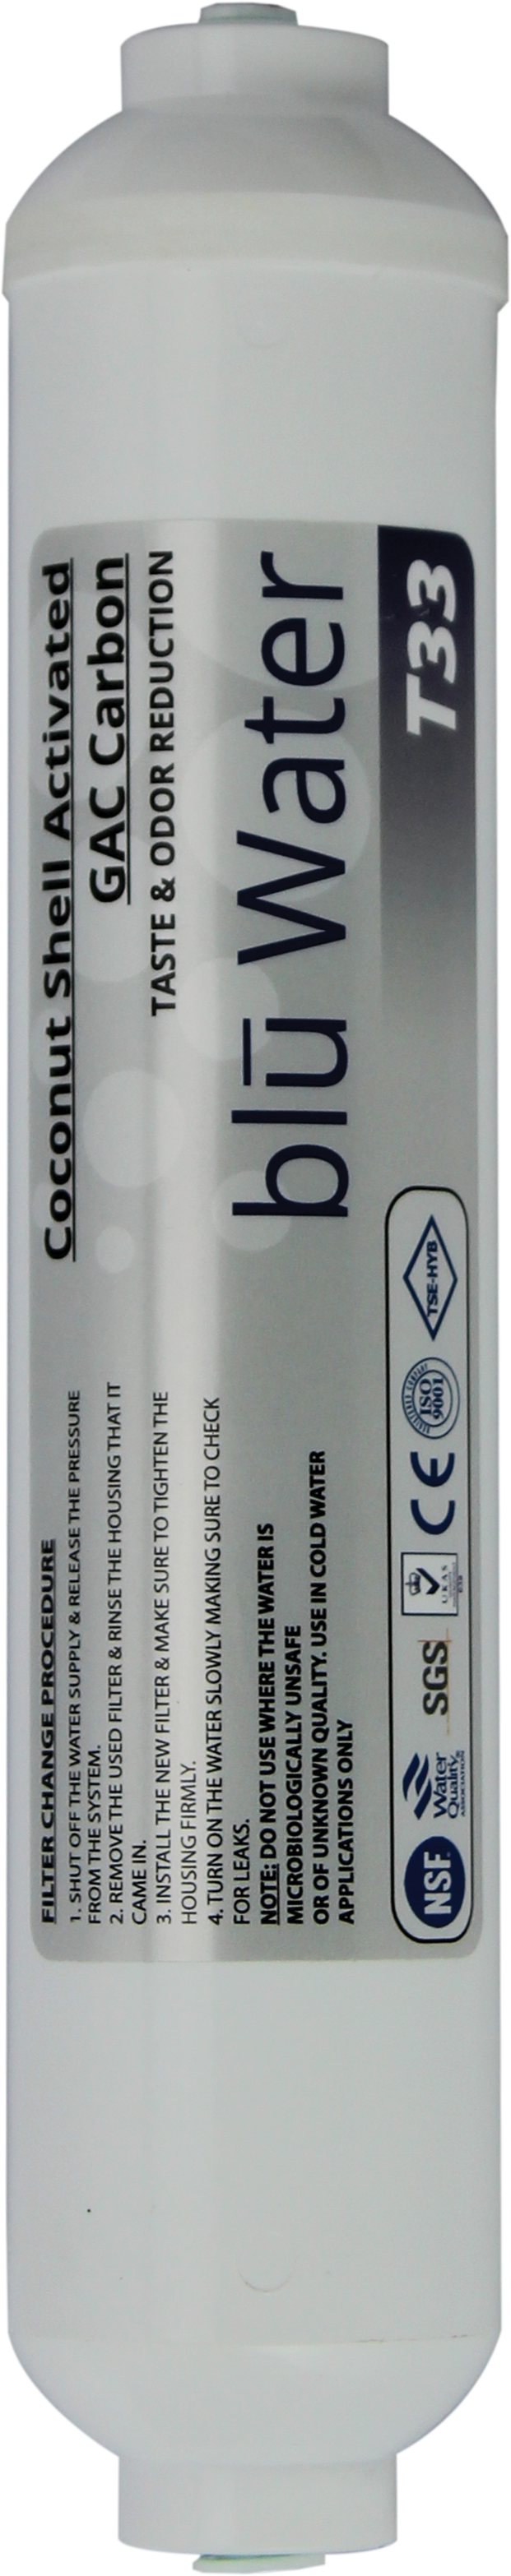 Coconut Shell Activated
GAC Carbon
TASTE & ODOR REDUCTION
blū Water
T33
FILTER CHANGE PROCEDURE
1. SHUT OFF THE WATER SUPPLY & RELEASE THE PRESSURE
FROM THE SYSTEM.
2. REMOVE THE USED FILTER & RINSE THE HOUSING THAT IT
CAME IN.
3. INSTALL THE NEW FILTER & MAKE SURE TO TIGHTEN THE
HOUSING FIRMLY.
4. TURN ON THE WATER SLOWLY MAKING SURE TO CHECK
FOR LEAKS.
NOTE: DO NOT USE WHERE THE WATER IS
MICROBIOLOGICALLY UNSAFE
OR OF UNKNOWN QUALITY. USE IN COLD WATER
APPLICATIONS ONLY
NSF
Water
Quality
ASSOCIATION
SGS
UKAS
CE
ISO
9001
TSE-HYB